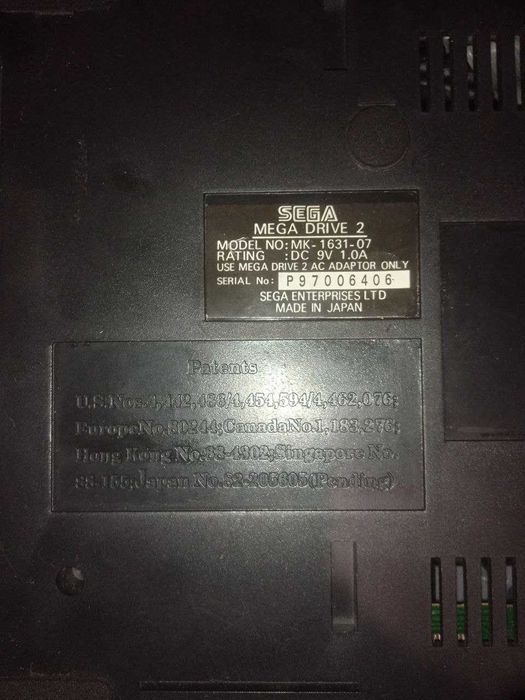 SEGA
MEGA DRIVE 2
MODEL NO: MK-1631-07
RATING :DC 9V 1.0A
USE MEGA DRIVE 2 AC ADAPTOR ONLY
SERIAL No: P97006406
SEGA ENTERPRISES LTD
MADE IN JAPAN
Patents
U.S.Nos.4,442,486/4,454,594/4,462,076;
Europe No.80244;Canada No.1,183,276;
Hong Kong No.88-4302;Singapore No.
88-155;Japan No.82-205605(Pending)